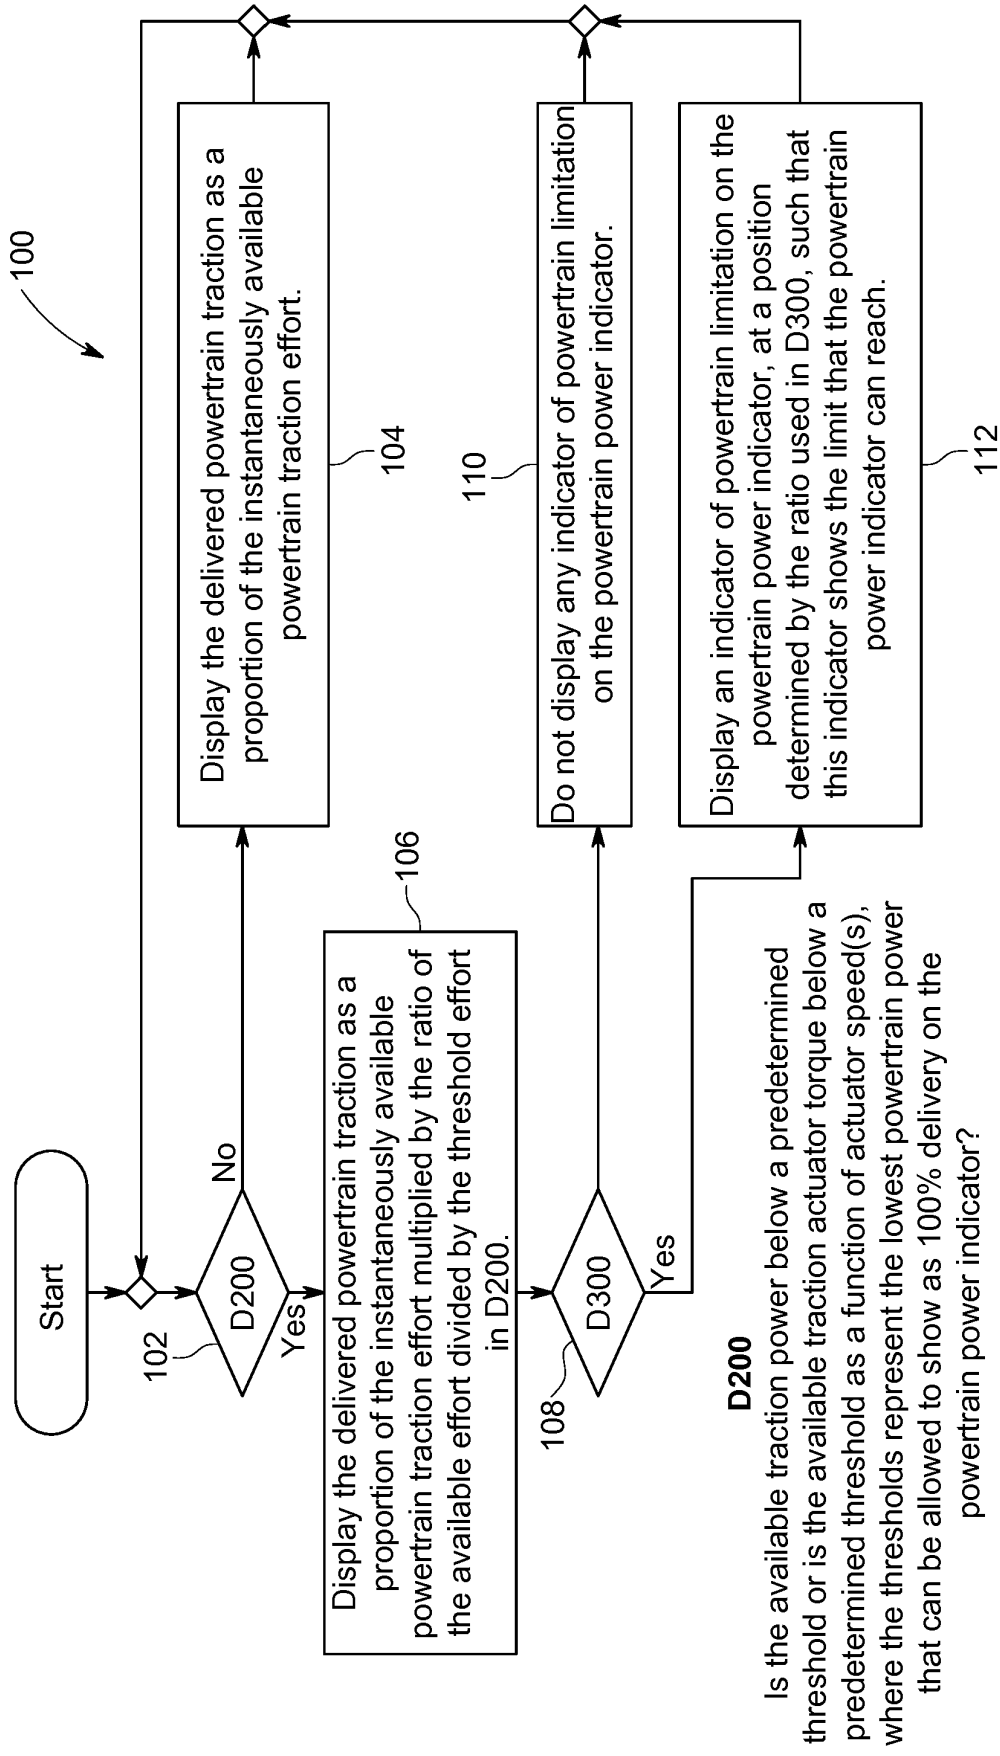 100
Start
102
D200
No
Yes
Display the delivered powertrain traction as a
proportion of the instantaneously available
powertrain traction effort.
104
106
Display the delivered powertrain traction as a
proportion of the instantaneously available
powertrain traction effort multiplied by the ratio of
the available effort divided by the threshold effort
in D200.
108
D300
Yes
110
Do not display any indicator of powertrain limitation
on the powertrain power indicator.
Display an indicator of powertrain limitation on the
powertrain power indicator, at a position
determined by the ratio used in D300, such that
this indicator shows the limit that the powertrain
power indicator can reach.
112
D200
Is the available traction power below a predetermined
threshold or is the available traction actuator torque below a
predetermined threshold as a function of actuator speed(s),
where the thresholds represent the lowest powertrain power
that can be allowed to show as 100% delivery on the
powertrain power indicator?